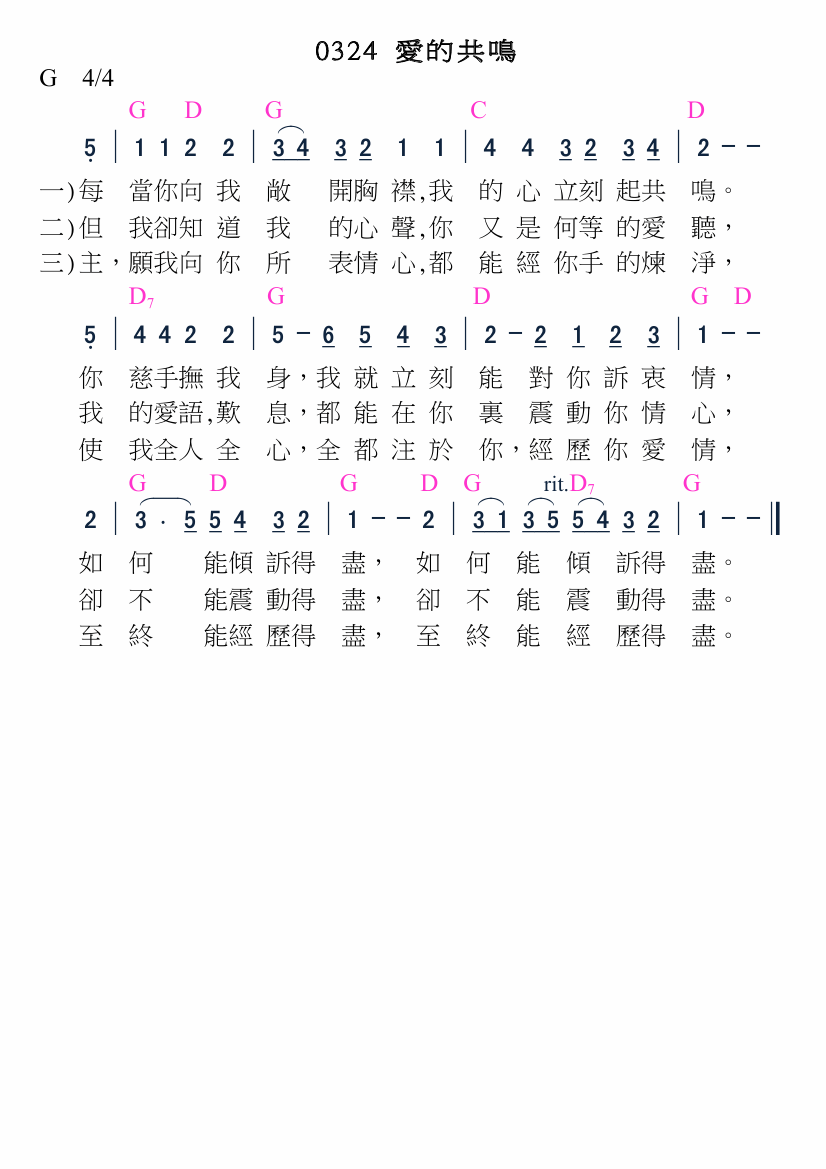 0324 愛的共鳴
G 4/4
G D G C D
5̣ | 1 1 2 2 | 3 4 3 2 1 1 | 4 4 3 2 3 4 | 2 - -
一)每 當你向 我 敞 開胸 襟,我 的 心 立刻 起共 鳴。
二)但 我卻知 道 我 的心 聲,你 又 是 何等 的愛 聽，
三)主，願我向 你 所 表情 心,都 能 經 你手 的煉 淨，
D7 G D G D
5̣ | 4 4 2 2 | 5 - 6 5 4 3 | 2 - 2 1 2 3 | 1 - -
你 慈手撫 我 身，我 就 立 刻 能 對 你 訴 衷 情，
我 的愛語,歎 息，都 能 在 你 裏 震 動 你 情 心，
使 我全人 全 心，全 都 注 於 你，經 歷 你 愛 情，
G D G D G rit.D7 G
2 | 3 · 5 5 4 3 2 | 1 - - 2 | 3 1 3 5 5 4 3 2 | 1 - - ‖
如 何 能傾 訴得 盡， 如 何 能 傾 訴得 盡。
卻 不 能震 動得 盡， 卻 不 能 震 動得 盡。
至 終 能經 歷得 盡， 至 終 能 經 歷得 盡。